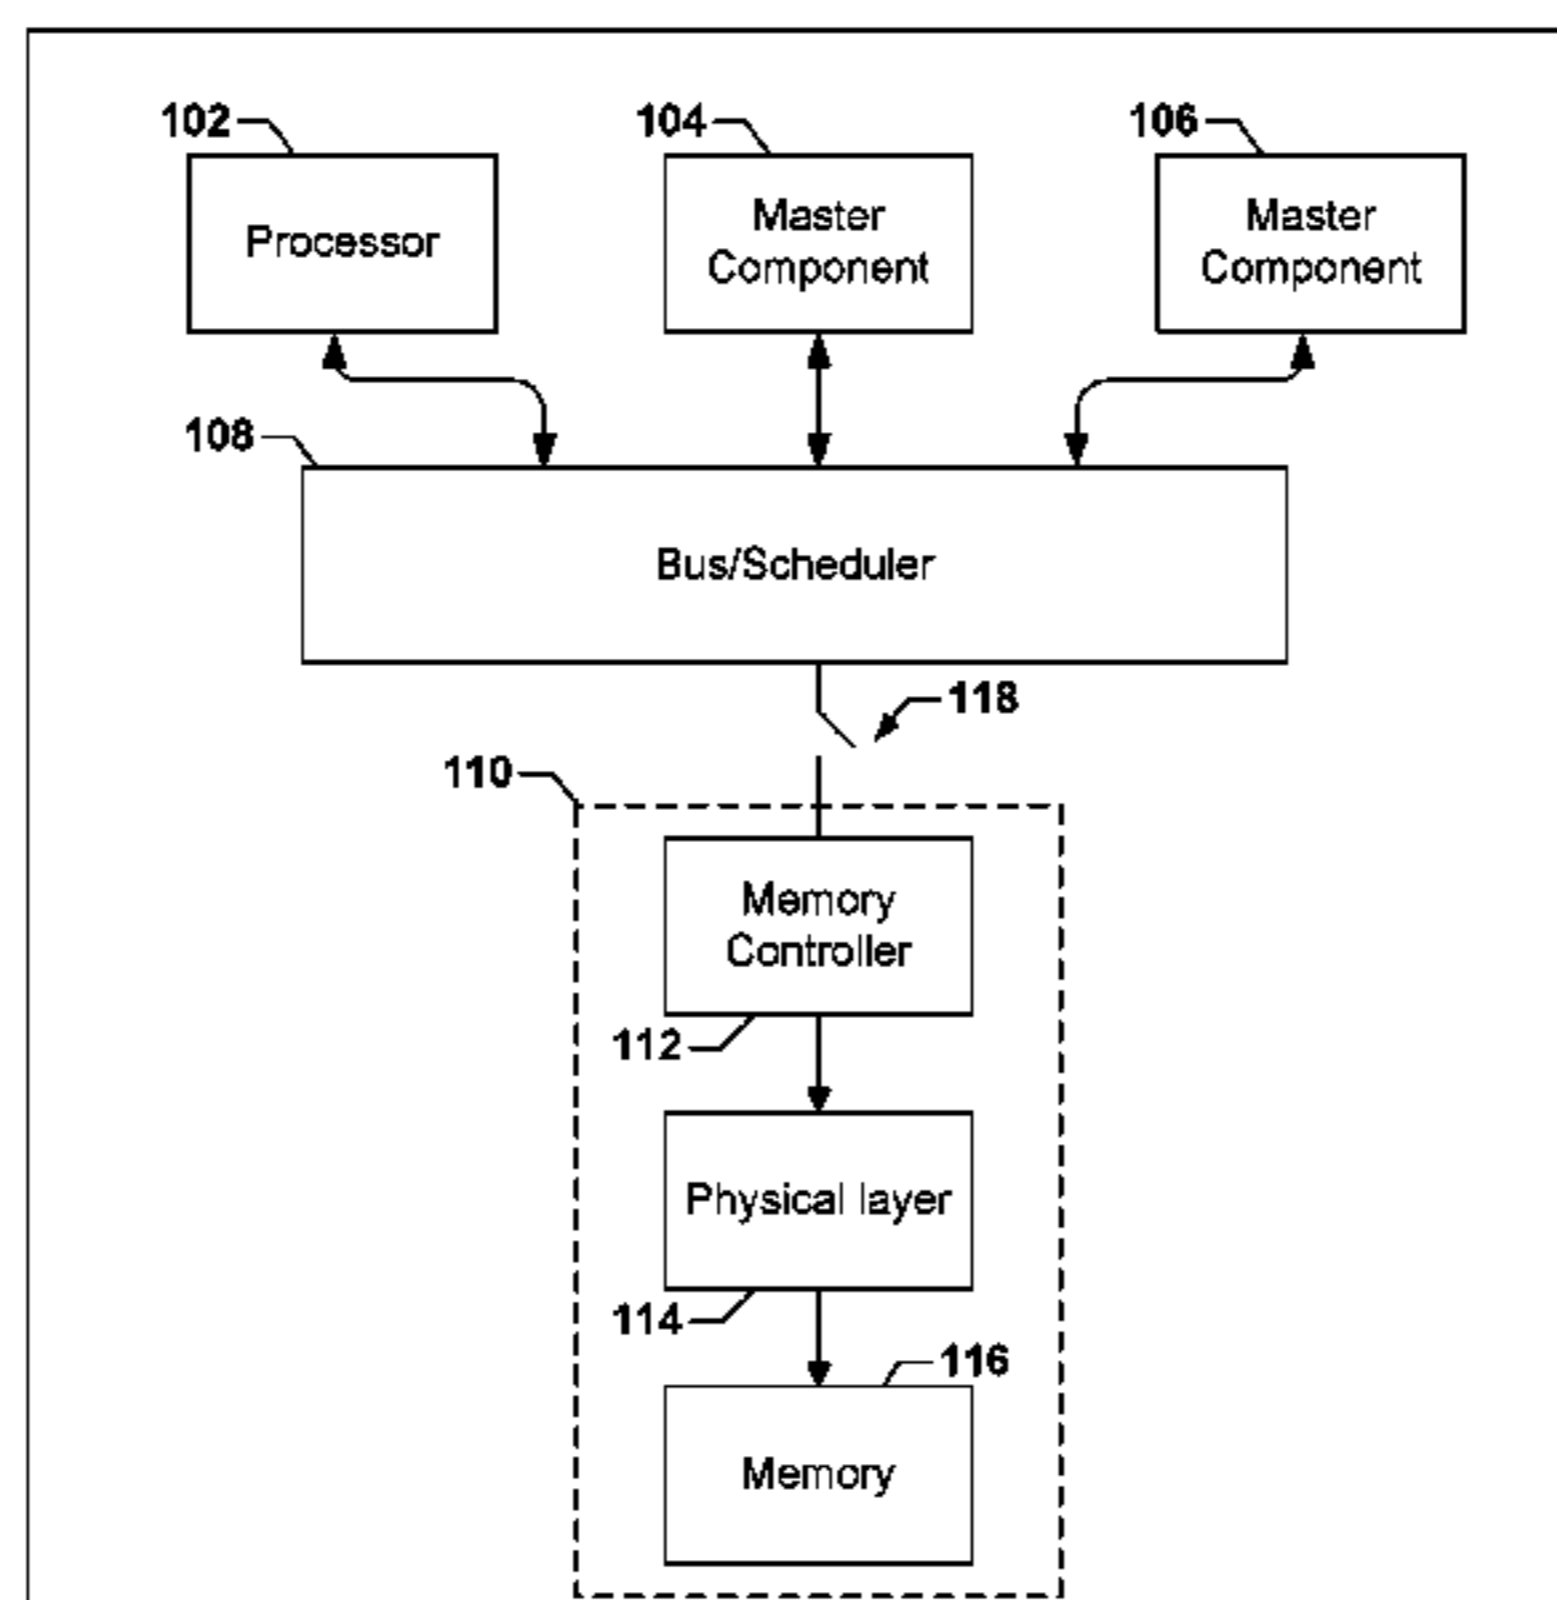 102
104
106
Processor
Master
Component
Master
Component
108
Bus/Scheduler
118
110
Memory
Controller
112
Physical layer
114
116
Memory